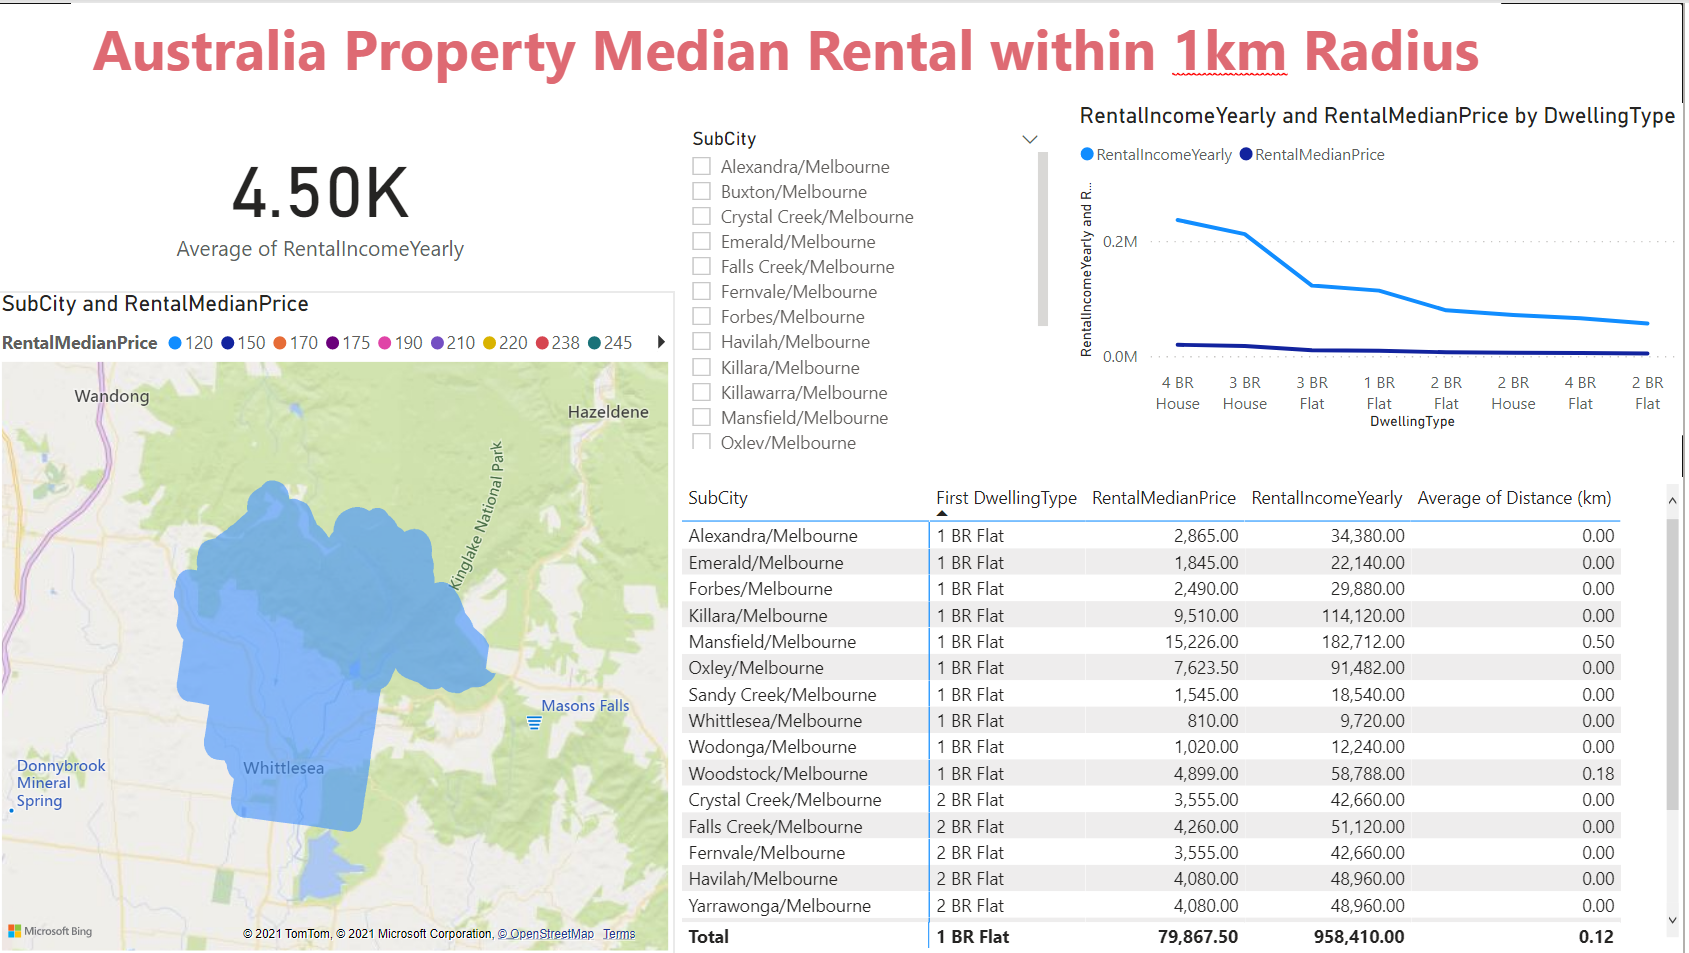 Australia Property Median Rental within 1km Radius
4.50K
Average of RentalIncomeYearly
SubCity
Alexandra/Melbourne
Buxton/Melbourne
Crystal Creek/Melbourne
Emerald/Melbourne
Falls Creek/Melbourne
Fernvale/Melbourne
Forbes/Melbourne
Havilah/Melbourne
Killara/Melbourne
Killawarra/Melbourne
Mansfield/Melbourne
Oxley/Melbourne
RentalIncomeYearly and RentalMedianPrice by DwellingType
RentalIncomeYearly RentalMedianPrice
RentalIncomeYearly and R...
0.2M
0.0M
4 BR House
3 BR House
3 BR Flat
1 BR Flat
2 BR Flat
2 BR House
4 BR Flat
2 BR Flat
DwellingType
SubCity and RentalMedianPrice
RentalMedianPrice 120 150 170 175 190 210 220 238 245
Wandong
Hazeldene
Kinglake National Park
Masons Falls
Donnybrook
Mineral
Spring
Whittlesea
Microsoft Bing
© 2021 TomTom, © 2021 Microsoft Corporation, © OpenStreetMap Terms
SubCity First DwellingType RentalMedianPrice RentalIncomeYearly Average of Distance (km)
Alexandra/Melbourne 1 BR Flat 2,865.00 34,380.00 0.00
Emerald/Melbourne 1 BR Flat 1,845.00 22,140.00 0.00
Forbes/Melbourne 1 BR Flat 2,490.00 29,880.00 0.00
Killara/Melbourne 1 BR Flat 9,510.00 114,120.00 0.00
Mansfield/Melbourne 1 BR Flat 15,226.00 182,712.00 0.50
Oxley/Melbourne 1 BR Flat 7,623.50 91,482.00 0.00
Sandy Creek/Melbourne 1 BR Flat 1,545.00 18,540.00 0.00
Whittlesea/Melbourne 1 BR Flat 810.00 9,720.00 0.00
Wodonga/Melbourne 1 BR Flat 1,020.00 12,240.00 0.00
Woodstock/Melbourne 1 BR Flat 4,899.00 58,788.00 0.18
Crystal Creek/Melbourne 2 BR Flat 3,555.00 42,660.00 0.00
Falls Creek/Melbourne 2 BR Flat 4,260.00 51,120.00 0.00
Fernvale/Melbourne 2 BR Flat 3,555.00 42,660.00 0.00
Havilah/Melbourne 2 BR Flat 4,080.00 48,960.00 0.00
Yarrawonga/Melbourne 2 BR Flat 4,080.00 48,960.00 0.00
Total 1 BR Flat 79,867.50 958,410.00 0.12